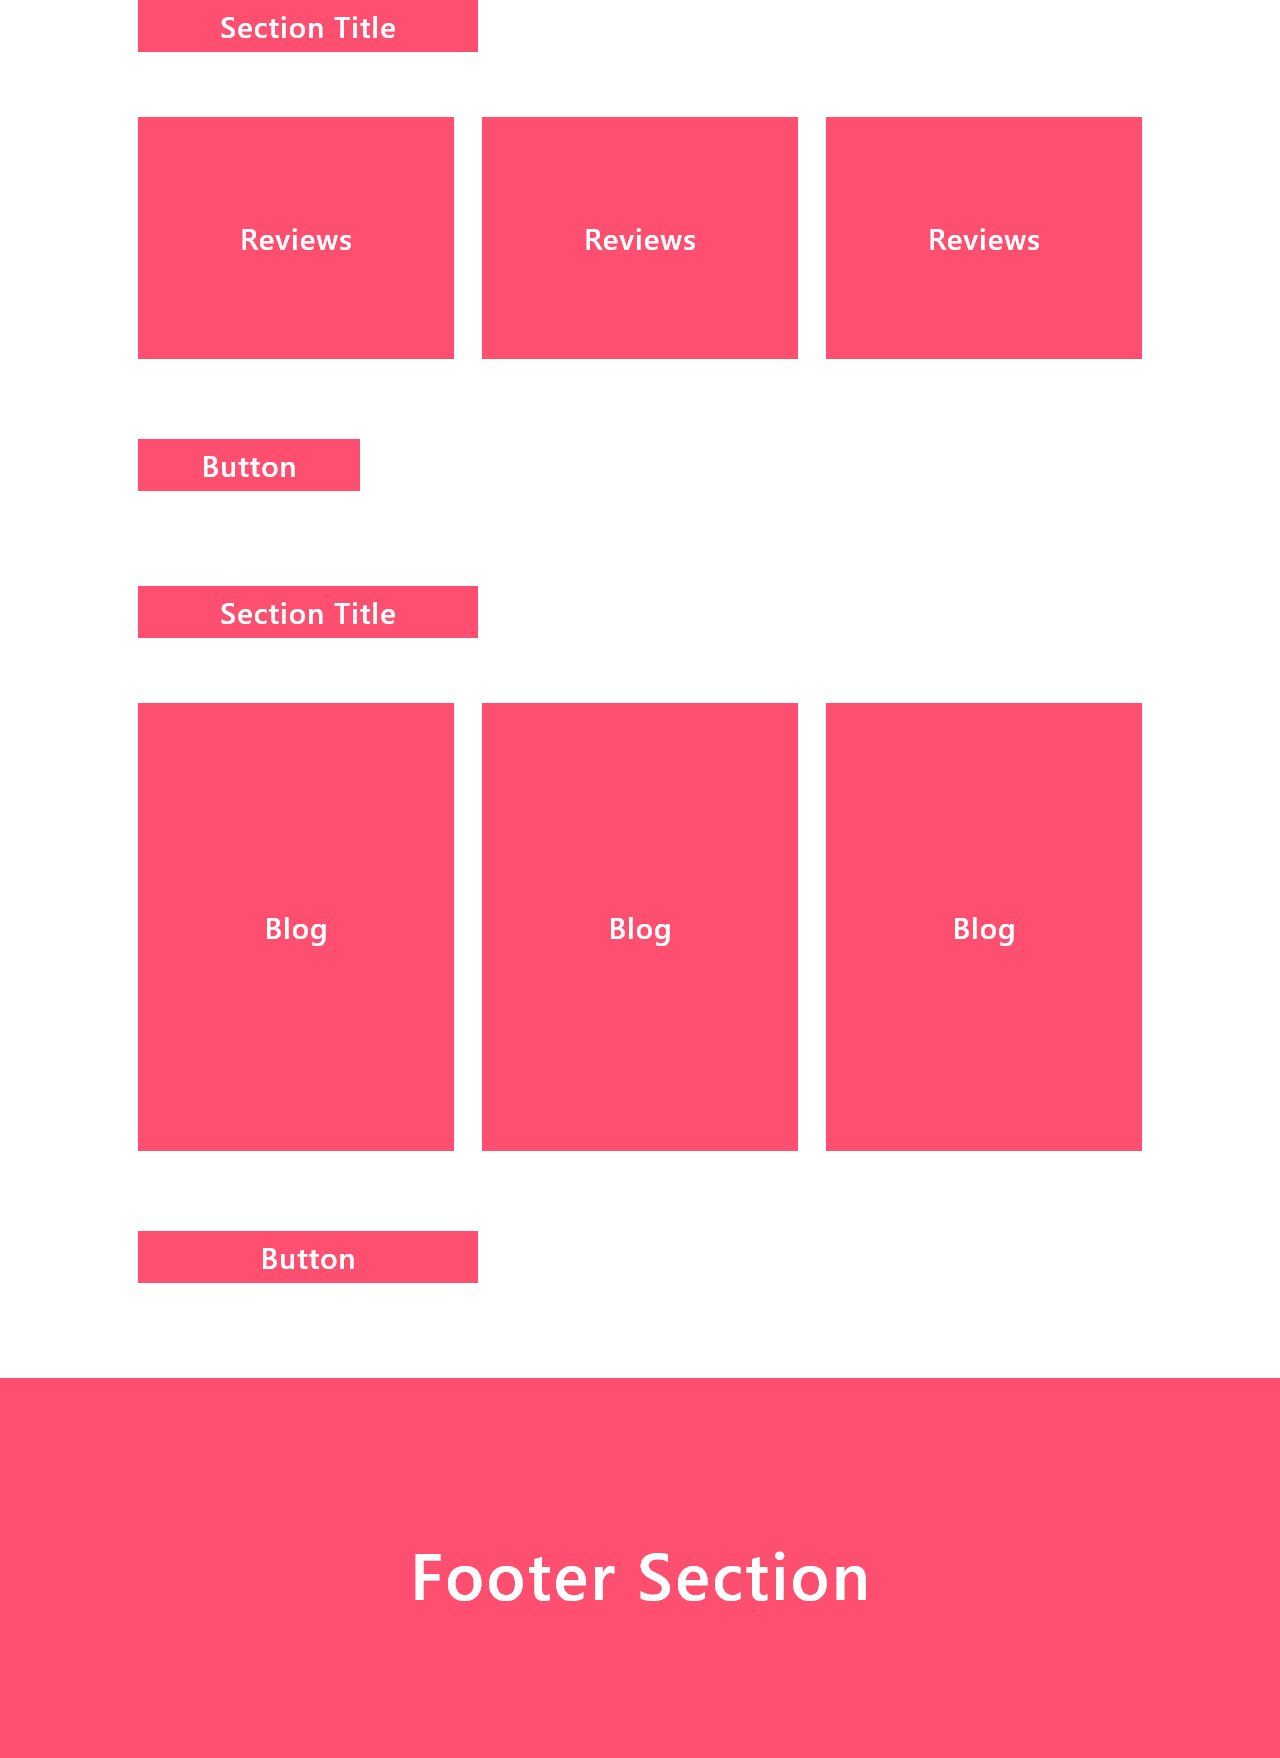 Section Title
Reviews
Reviews
Reviews
Button
Section Title
Blog
Blog
Blog
Button
Footer Section